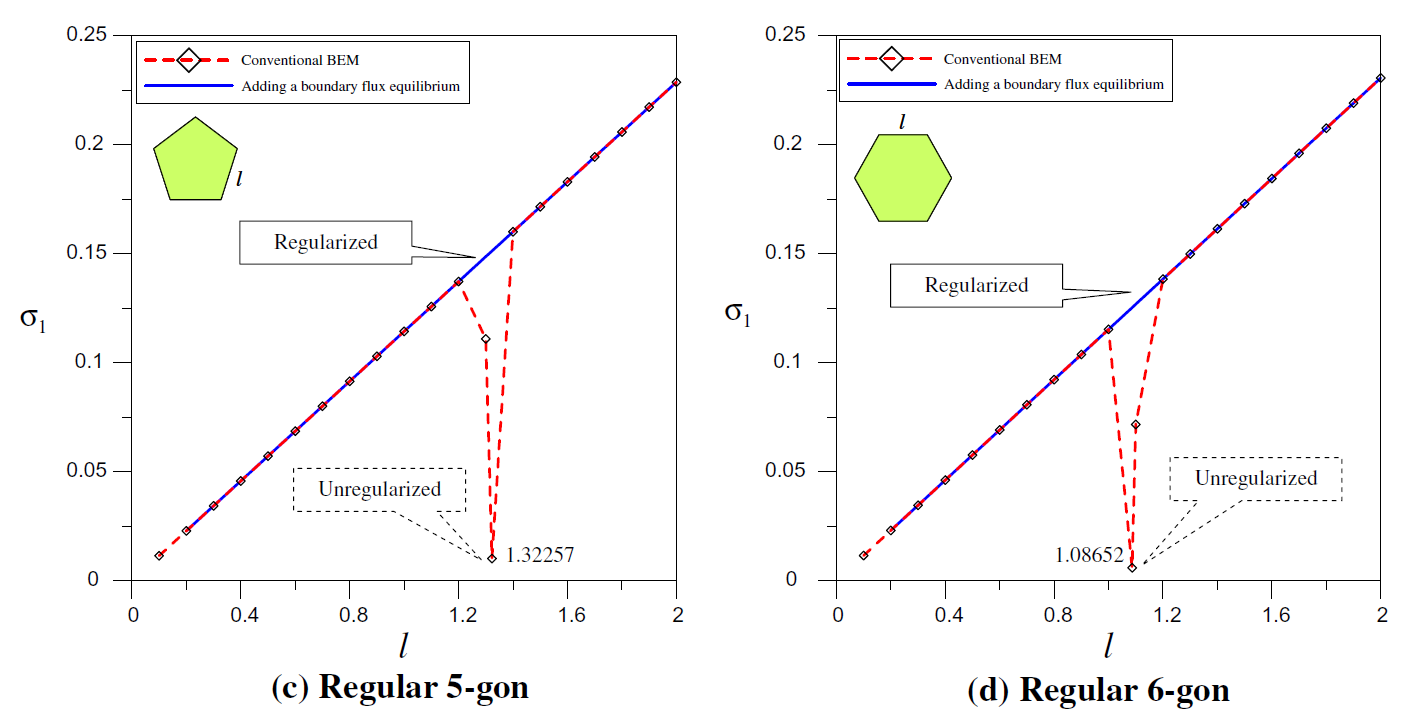 0.25
Conventional BEM
Adding a boundary flux equilibrium
l
0.2
Regularized
0.15
σ1
0.1
0.05
Unregularized
1.32257
0
0 0.4 0.8 1.2 1.6 2
l
(c) Regular 5-gon
0.25
Conventional BEM
Adding a boundary flux equilibrium
l
0.2
0.15
Regularized
σ1
0.1
0.05
Unregularized
1.08652
0
0 0.4 0.8 1.2 1.6 2
l
(d) Regular 6-gon